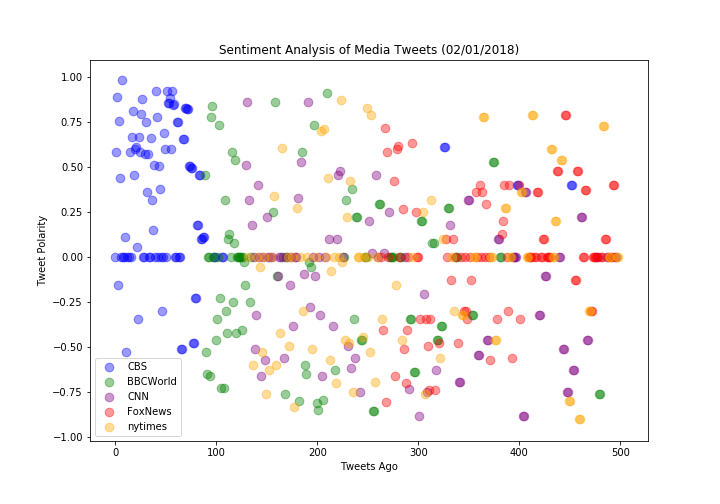 Sentiment Analysis of Media Tweets (02/01/2018)
Tweet Polarity
1.00
0.75
0.50
0.25
0.00
−0.25
−0.50
−0.75
−1.00
CBS
BBCWorld
CNN
FoxNews
nytimes
0 100 200 300 400 500
Tweets Ago